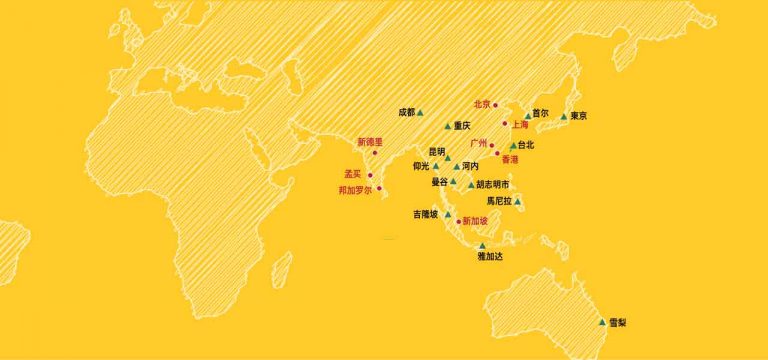 北京
成都
首尔
東京
重庆
上海
新德里
广州
台北
昆明
香港
仰光
河内
孟买
曼谷
胡志明市
邦加罗尔
馬尼拉
吉隆坡
新加坡
雅加达
雪梨